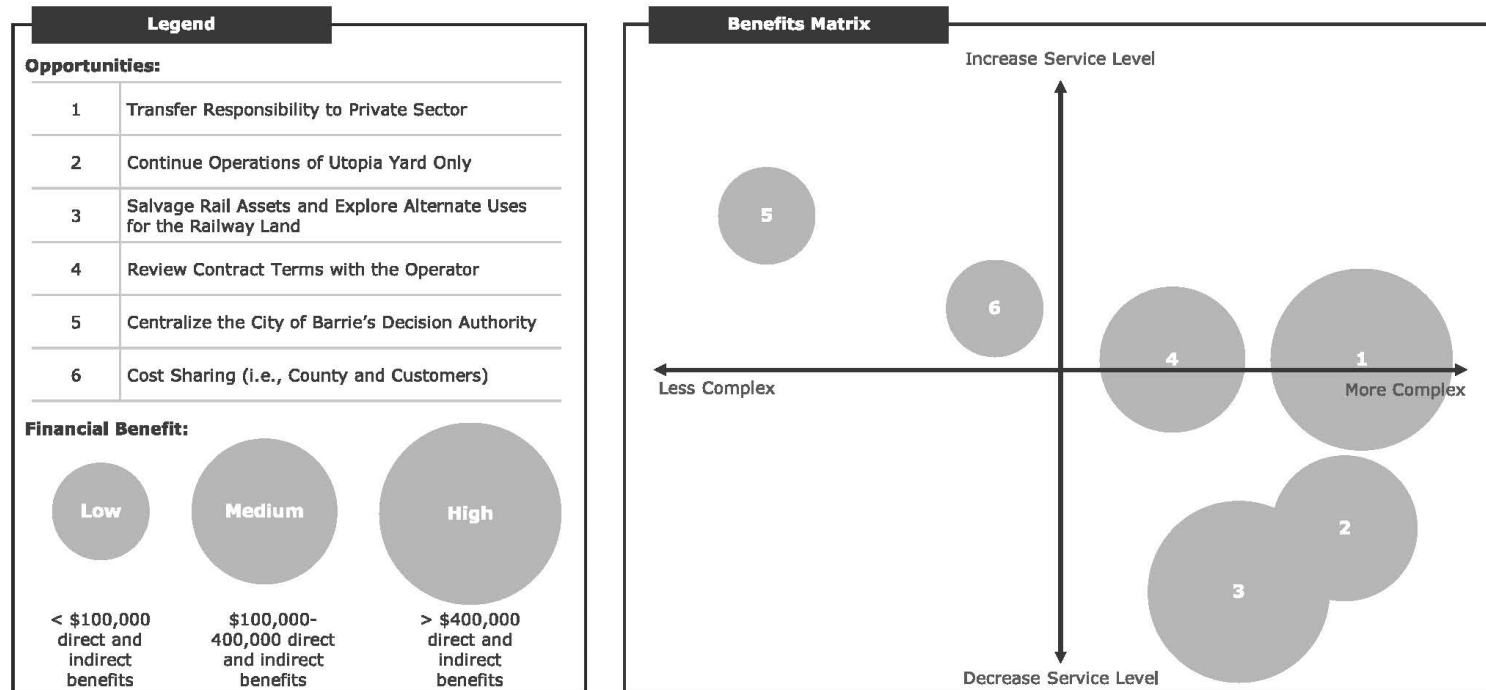 Legend
Opportunities:
1 Transfer Responsibility to Private Sector
2 Continue Operations of Utopia Yard Only
3 Salvage Rail Assets and Explore Alternate Uses
for the Railway Land
4 Review Contract Terms with the Operator
5 Centralize the City of Barrie's Decision Authority
6 Cost Sharing (i.e., County and Customers)
Financial Benefit:
Low
Medium
High
< $100,000
direct and
indirect
benefits
$100,000-
400,000 direct
and indirect
benefits
> $400,000
direct and
indirect
benefits
Benefits Matrix
Increase Service Level
5
6
4
1
Less Complex
More Complex
2
3
Decrease Service Level